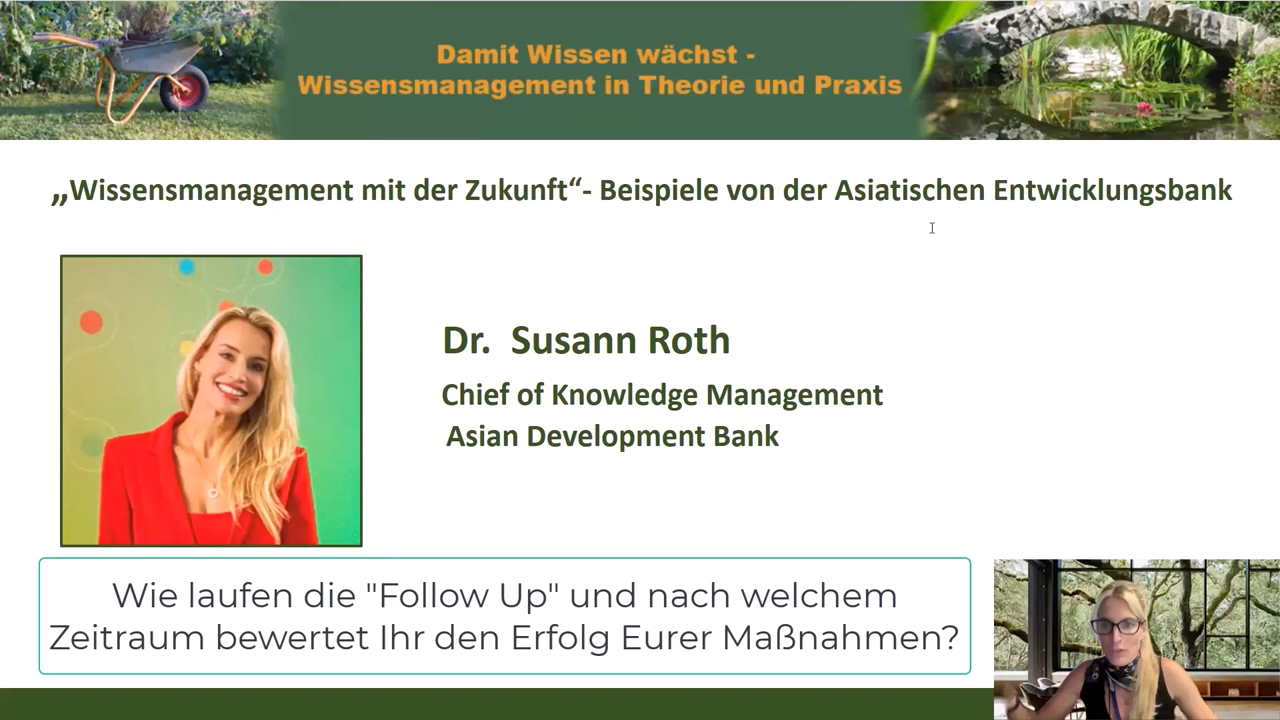 Damit Wissen wächst -
Wissensmanagement in Theorie und Praxis
„Wissensmanagement mit der Zukunft“- Beispiele von der Asiatischen Entwicklungsbank
Dr. Susann Roth
Chief of Knowledge Management
Asian Development Bank
Wie laufen die "Follow Up" und nach welchem
Zeitraum bewertet Ihr den Erfolg Eurer Maßnahmen?